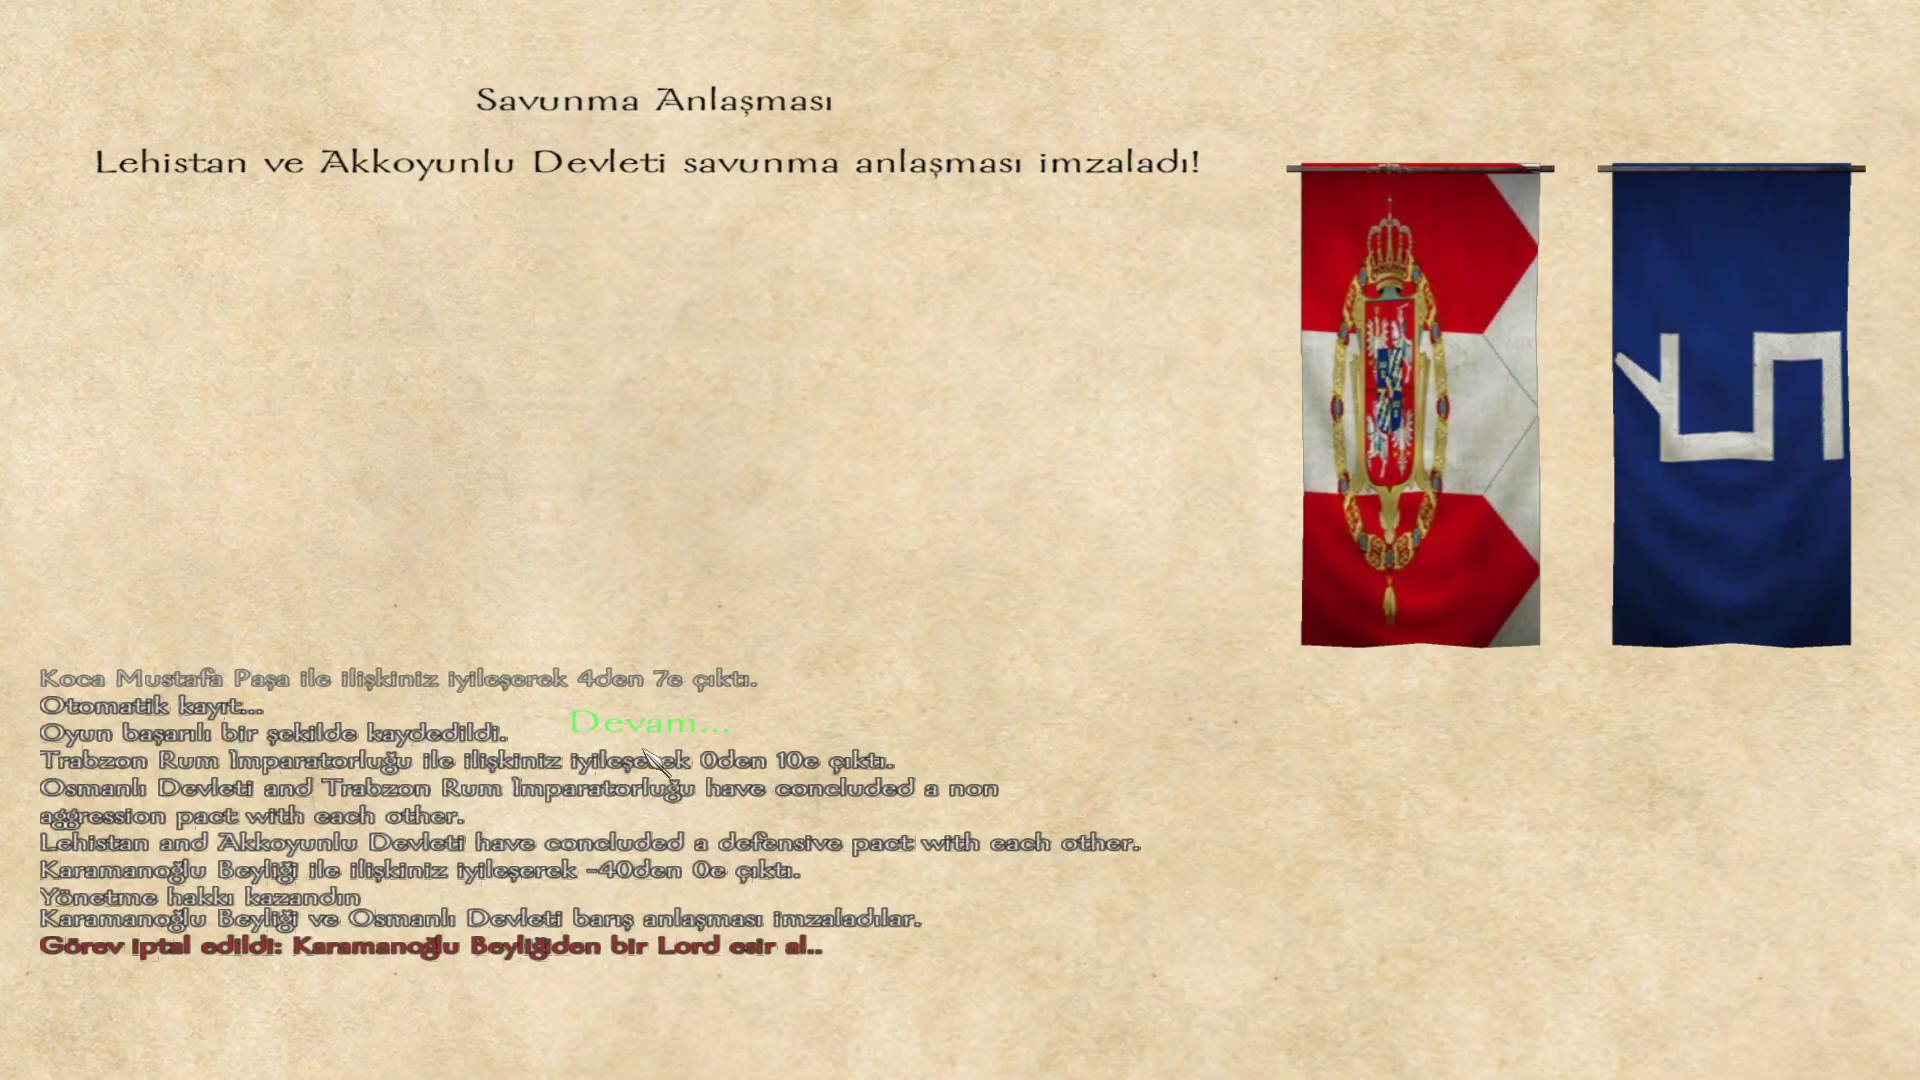 Savunma Anlaşması
Lehistan ve Akkoyunlu Devleti savunma anlaşması imzaladı!
Koca Mustafa Paşa ile ilişkiniz iyileşerek 4den 7e çıktı.
Otomatik kayıt...
Devam...
Oyun başarılı bir şekilde kaydedildi.
Trabzon Rum İmparatorluğu ile ilişkiniz iyileşerek 0den 10e çıktı.
Osmanlı Devleti and Trabzon Rum İmparatorluğu have concluded a non
aggression pact with each other.
Lehistan and Akkoyunlu Devleti have concluded a defensive pact with each other.
Karamanoğlu Beyliği ile ilişkiniz iyileşerek -40den 0e çıktı.
Yönetme hakkı kazandın
Karamanoğlu Beyliği ve Osmanlı Devleti barış anlaşması imzaladılar.
Görev iptal edildi: Karamanoğlu Beyliğiden bir Lord esir al..